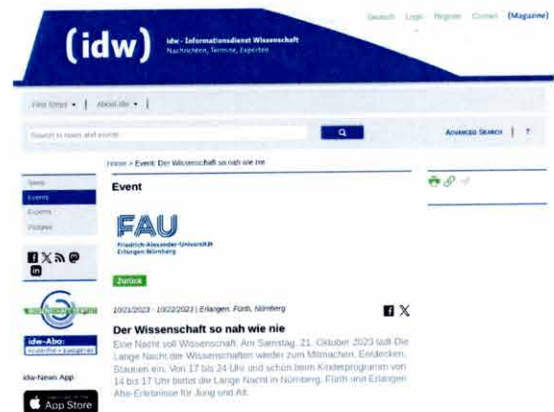 Deutsch Login Register Contact (Magazine)
(idw)
idw - Informationsdienst Wissenschaft
Nachrichten, Termine, Experten
First Steps
About idw
Search in news and events
ADVANCED SEARCH ?
Home > Event: Der Wissenschaft so nah wie nie
News
Events
Experts
Pictures
Event
FAU
Friedrich-Alexander-Universität
Erlangen-Nürnberg
Zurück
10/21/2023 - 10/22/2023 | Erlangen, Fürth, Nürnberg
Der Wissenschaft so nah wie nie
Eine Nacht voll Wissenschaft. Am Samstag, 21. Oktober 2023 lädt Die
Lange Nacht der Wissenschaften wieder zum Mitmachen, Entdecken,
Staunen ein. Von 17 bis 24 Uhr und schon beim Kinderprogramm von
14 bis 17 Uhr bietet die Lange Nacht in Nürnberg, Fürth und Erlangen
Aha-Erlebnisse für Jung und Alt.
idw-Abo:
idw-News App
App Store